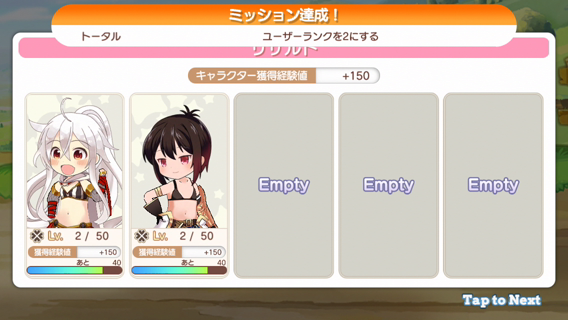 ミッション達成！
トータル
ユーザーランクを2にする
リザルト
キャラクター獲得経験値
+150
Lv. 2 / 50
獲得経験値
+150
あと 40
Lv. 2 / 50
獲得経験値
+150
あと 40
Empty
Empty
Empty
Tap to Next